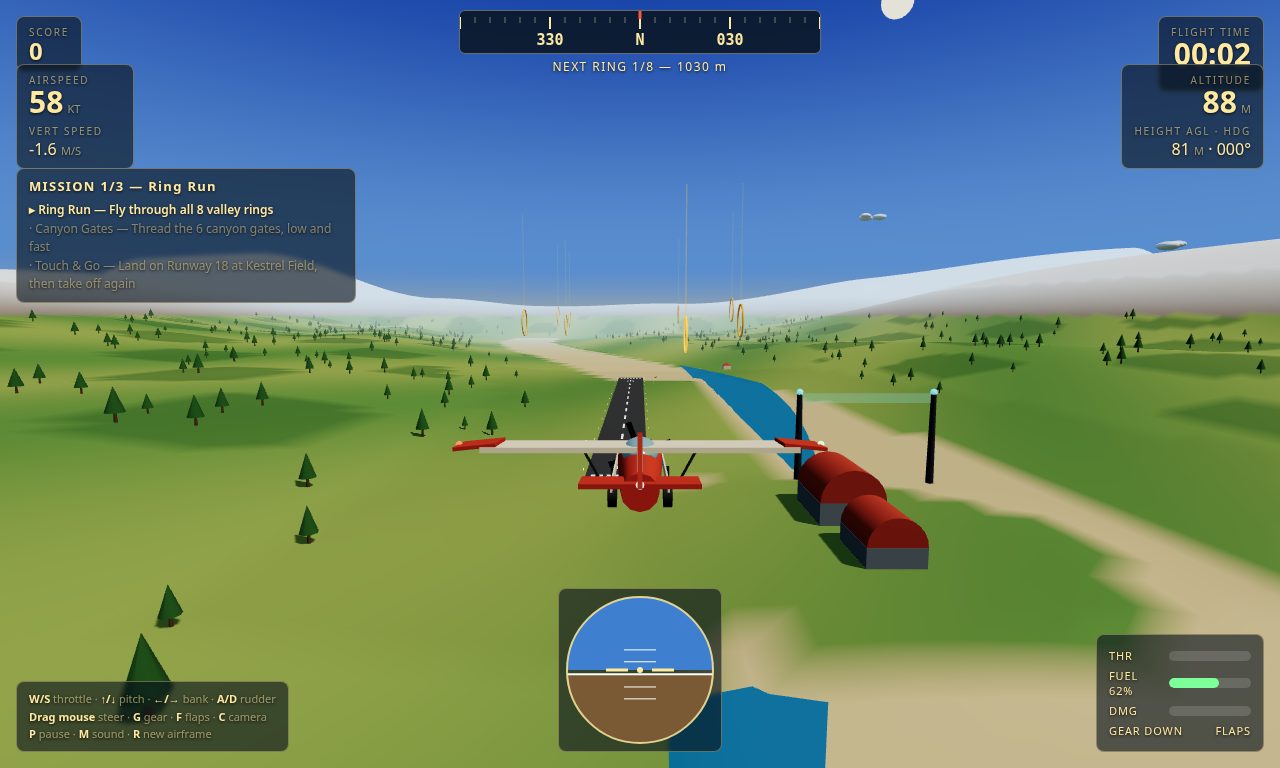 SCORE
0
330 N 030
NEXT RING 1/8 — 1030 m
FLIGHT TIME
00:02
AIRSPEED
58 KT
VERT SPEED
-1.6 M/S
ALTITUDE
88 M
HEIGHT AGL · HDG
81 M · 000°
MISSION 1/3 — Ring Run
▸ Ring Run — Fly through all 8 valley rings
· Canyon Gates — Thread the 6 canyon gates, low and
fast
· Touch & Go — Land on Runway 18 at Kestrel Field,
then take off again
W/S throttle · ↑/↓ pitch · ←/→ bank · A/D rudder
Drag mouse steer · G gear · F flaps · C camera
P pause · M sound · R new airframe
THR
FUEL
62%
DMG
GEAR DOWN FLAPS